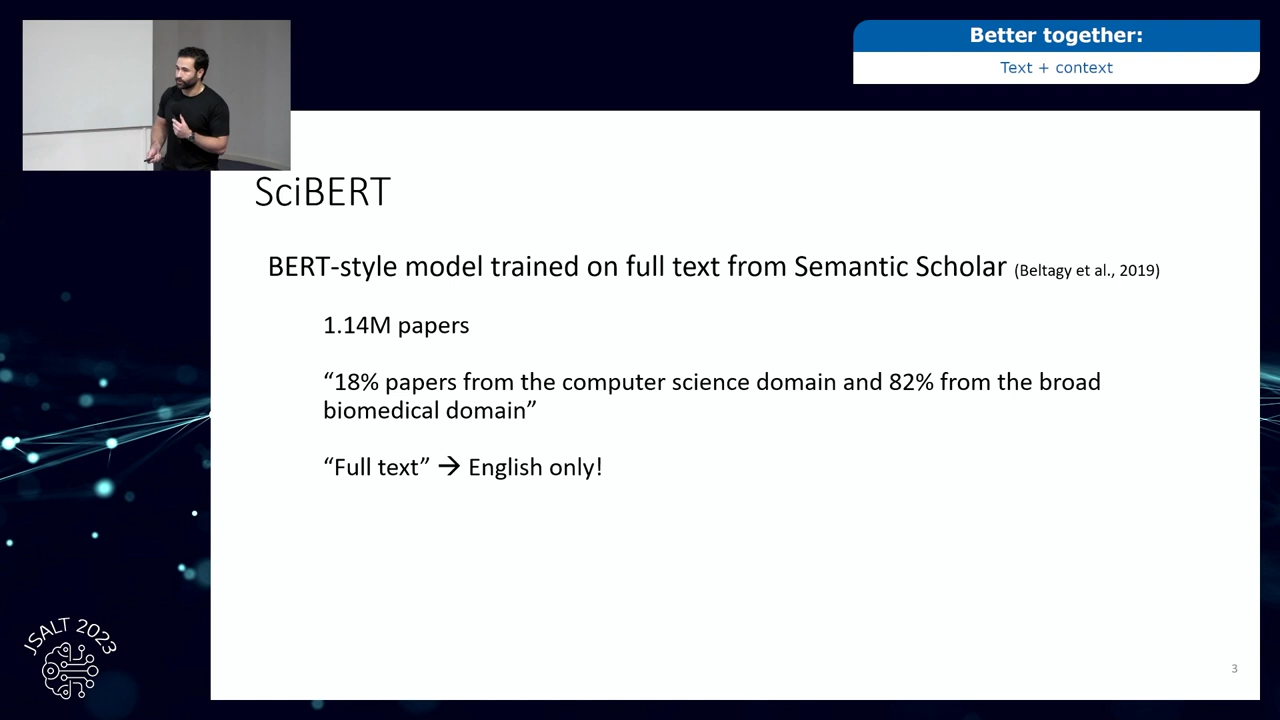 Better together:
Text + context
SciBERT
BERT-style model trained on full text from Semantic Scholar (Beltagy et al., 2019)
1.14M papers
“18% papers from the computer science domain and 82% from the broad
biomedical domain”
“Full text” → English only!
JSALT 2023
3